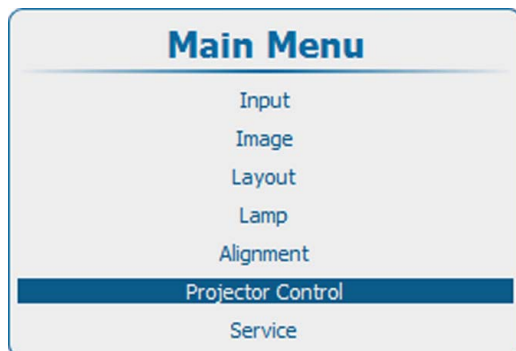 Main Menu
Input
Image
Layout
Lamp
Alignment
Projector Control
Service